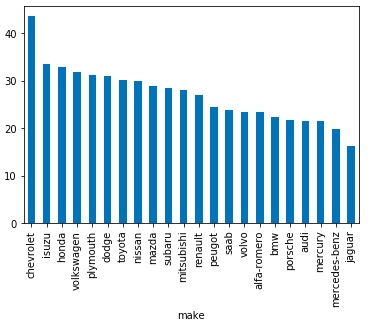 40
30
20
10
0
chevrolet
isuzu
honda
volkswagen
plymouth
dodge
toyota
nissan
mazda
subaru
mitsubishi
renault
peugot
saab
volvo
alfa-romero
bmw
porsche
audi
mercury
mercedes-benz
jaguar
make